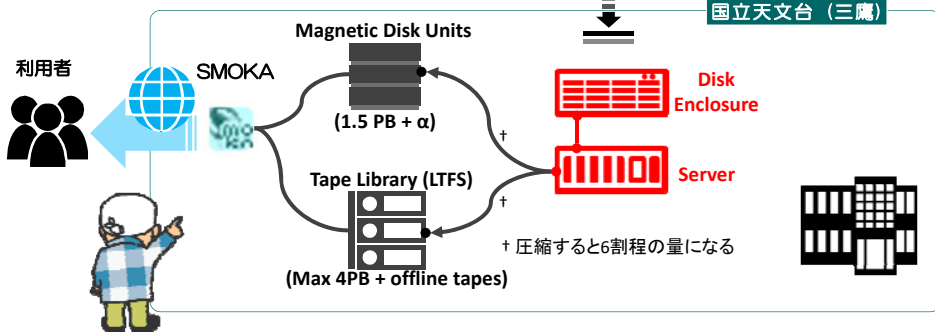 国立天文台（三鷹）
Magnetic Disk Units
利用者
SMOKA
Disk
Enclosure
(1.5 PB + α)
†
Server
Tape Library (LTFS)
†
† 圧縮すると6割程の量になる
(Max 4PB + offline tapes)